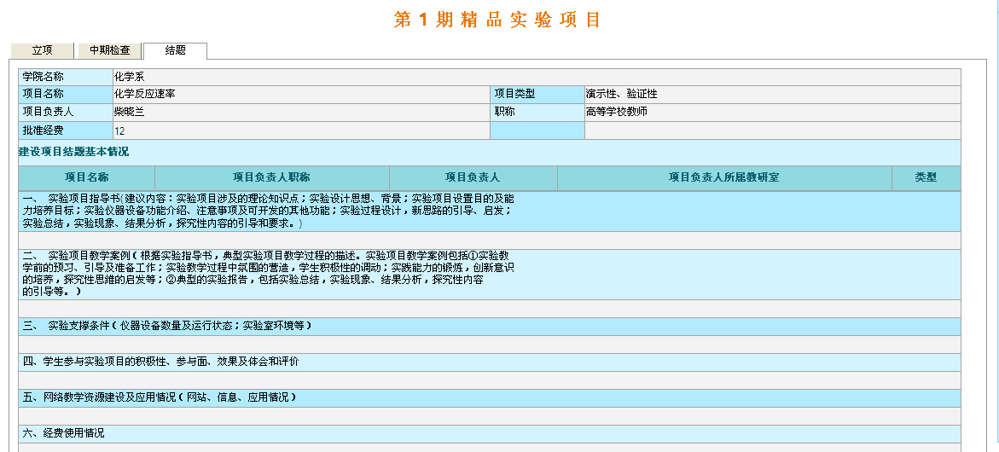 第1期精品实验项目
立项 中期检查 结题
学院名称 化学系
项目名称 化学反应速率 项目类型 演示性、验证性
项目负责人 柴晓兰 职称 高等学校教师
批准经费 12
建设项目结题基本情况
项目名称 项目负责人职称 项目负责人 项目负责人所属教研室 类型
一、 实验项目指导书(建议内容：实验项目涉及的理论知识点；实验设计思想、背景；实验项目设置目的及能
力培养目标；实验仪器设备功能介绍、注意事项及可开发的其他功能；实验过程设计，新思路的引导、启发；
实验总结，实验现象、结果分析，探究性内容的引导和要求。)
二、 实验项目教学案例（根据实验指导书，典型实验项目教学过程的描述。实验项目教学案例包括①实验教
学前的预习、引导及准备工作；实验教学过程中氛围的营造，学生积极性的调动；实践能力的锻炼，创新意识
的培养，探究性思维的启发等；②典型的实验报告，包括实验总结，实验现象、结果分析，探究性内容
的引导等。）
三、 实验支撑条件（仪器设备数量及运行状态；实验室环境等）
四、学生参与实验项目的积极性、参与面、效果及体会和评价
五、网络教学资源建设及应用情况（网站、信息、应用情况）
六、经费使用情况